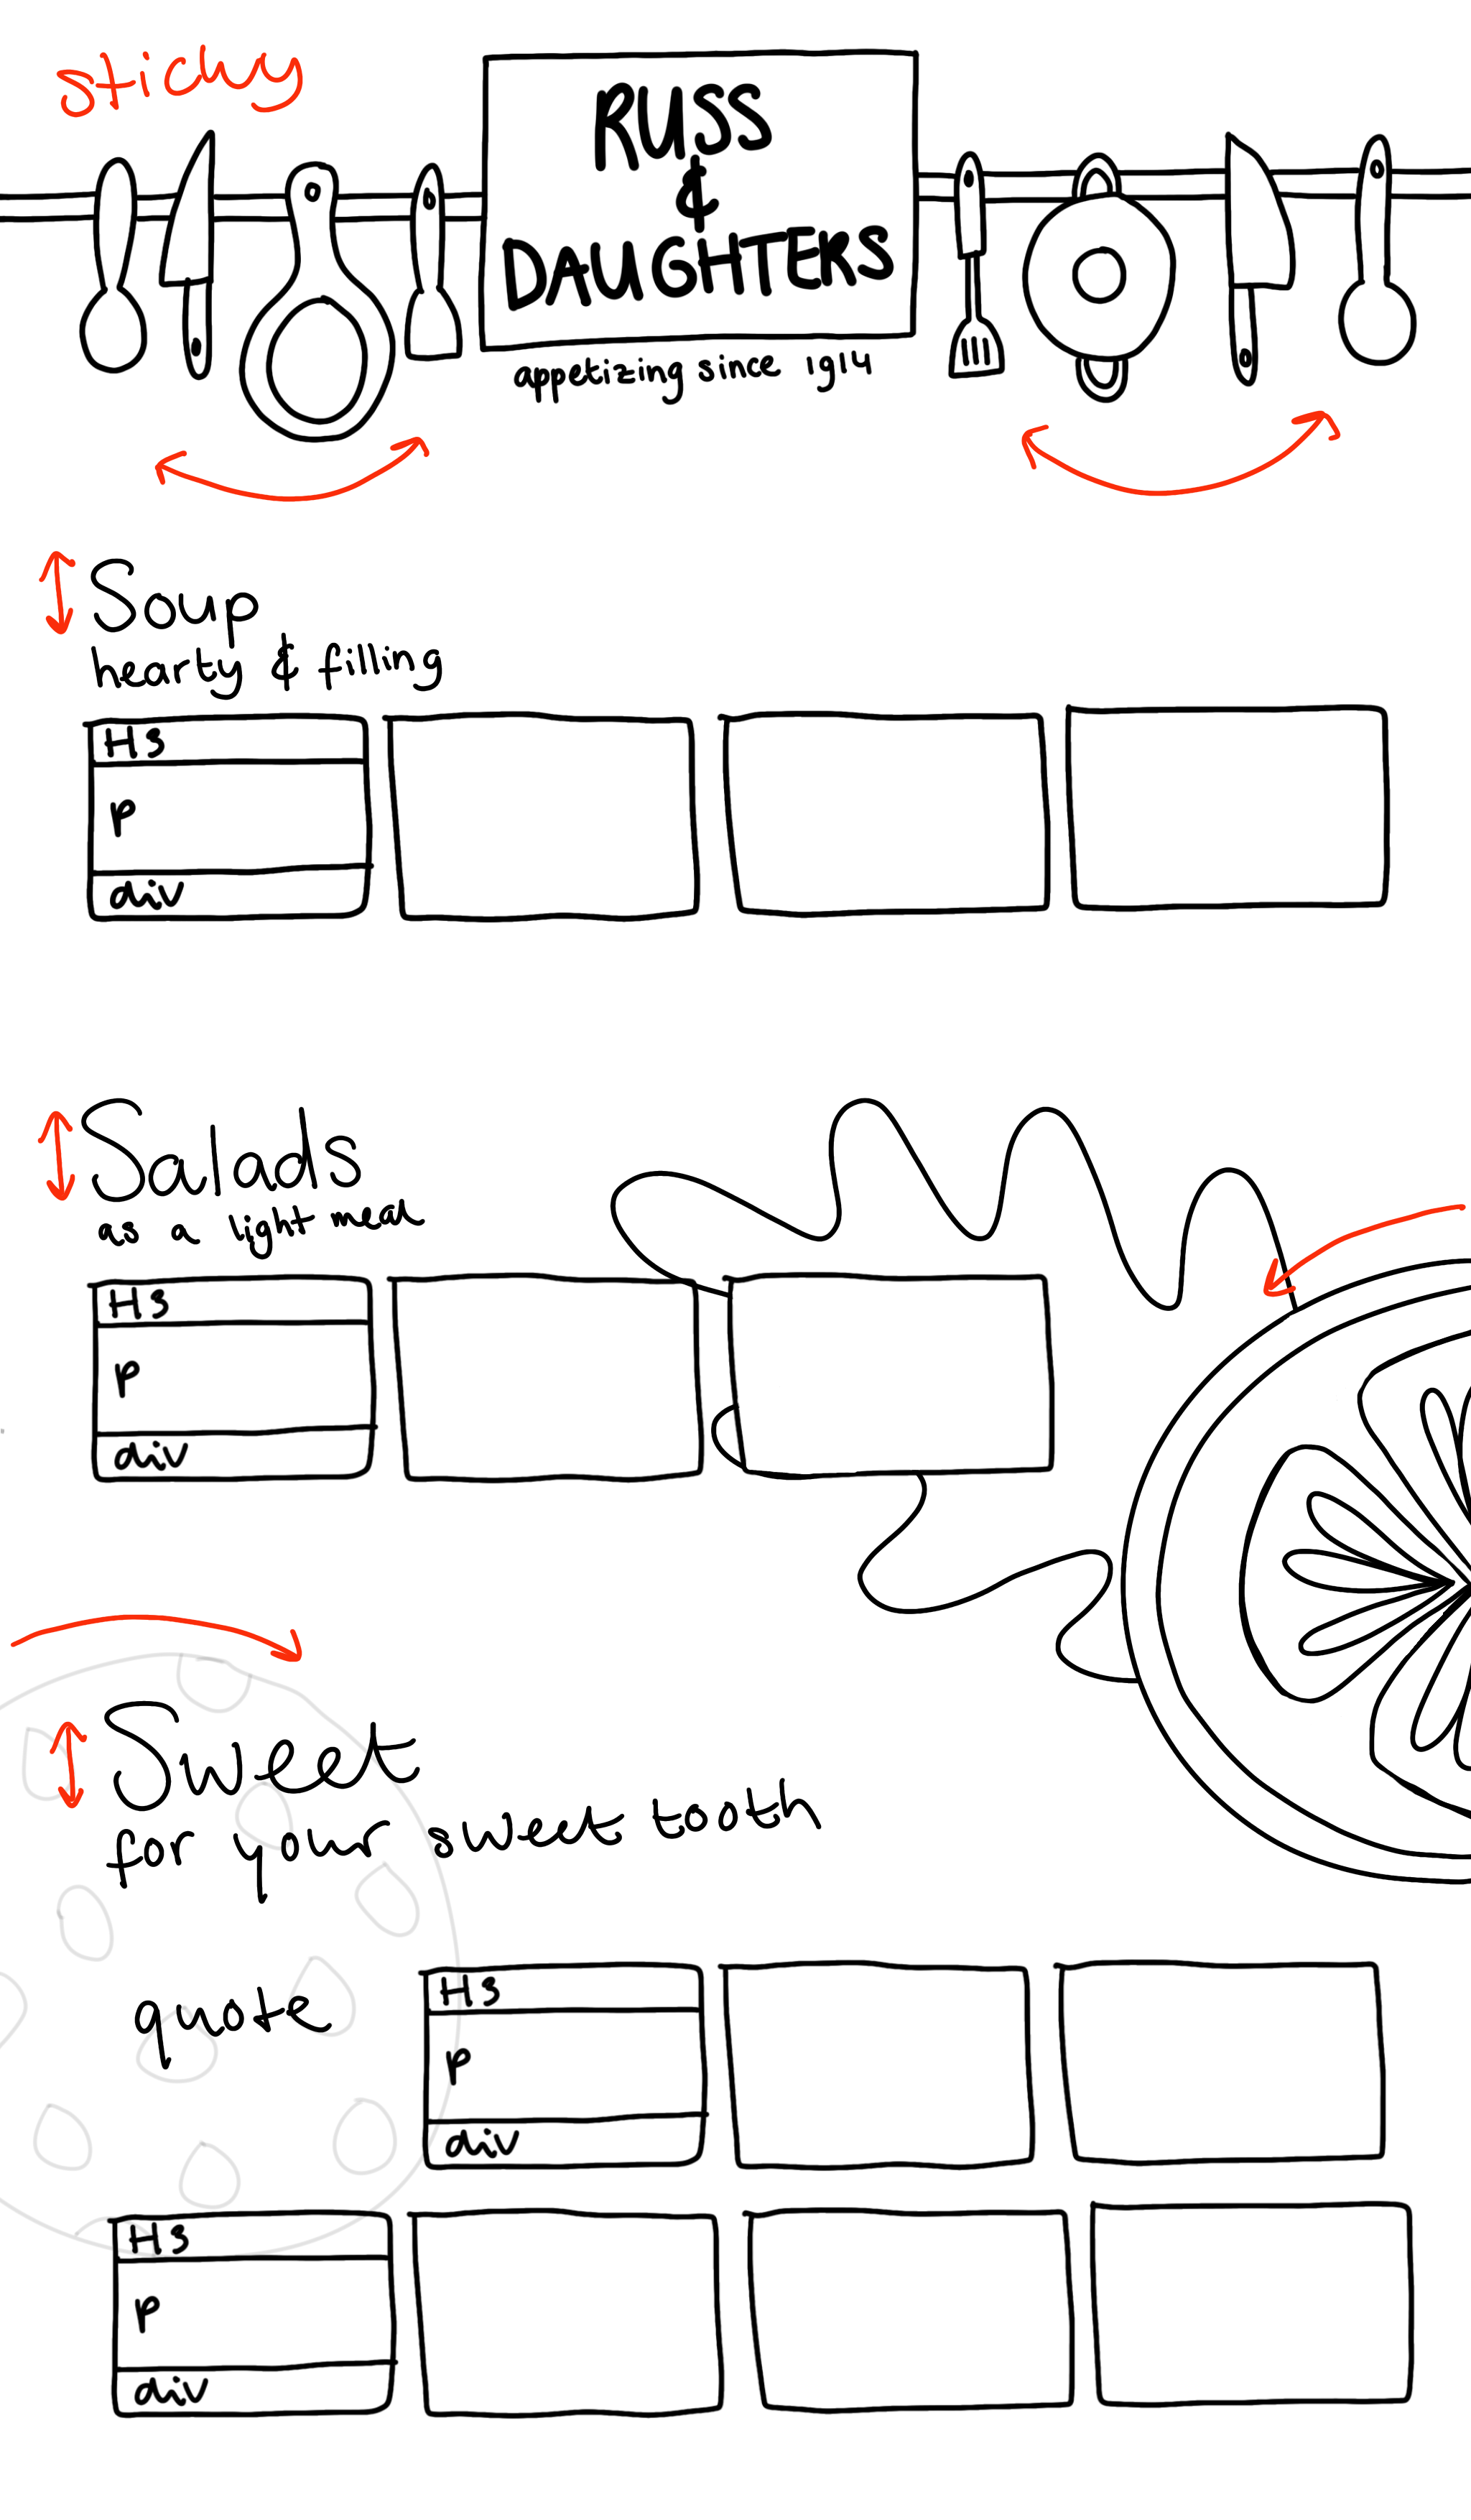 sticky
RUSS
&
DAUGHTERS
appetizing since 1914
Soup
hearty & filling
H3
p
div
Salads
as a light meal
H3
p
div
Sweet
for your sweet tooth
quote
H3
p
div
H3
p
div